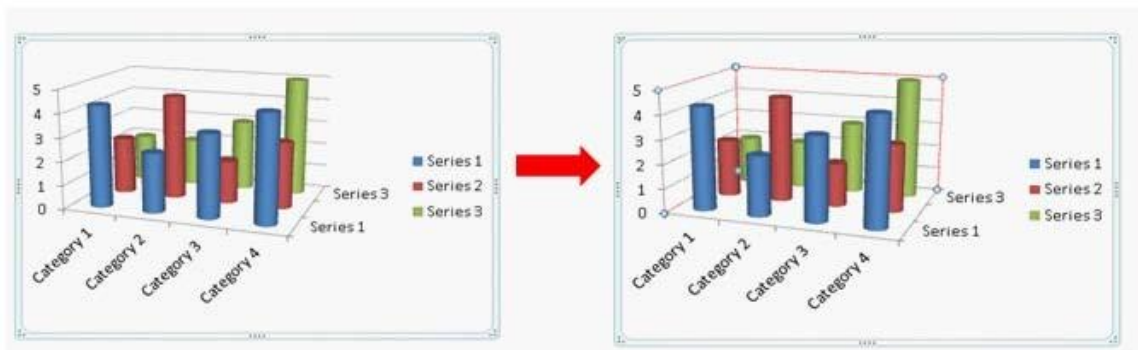 5
4
3
2
1
0
Category 1
Category 2
Category 3
Category 4
Series 3
Series 1
Series 1
Series 2
Series 3
5
4
3
2
1
0
Category 1
Category 2
Category 3
Category 4
Series 3
Series 1
Series 1
Series 2
Series 3